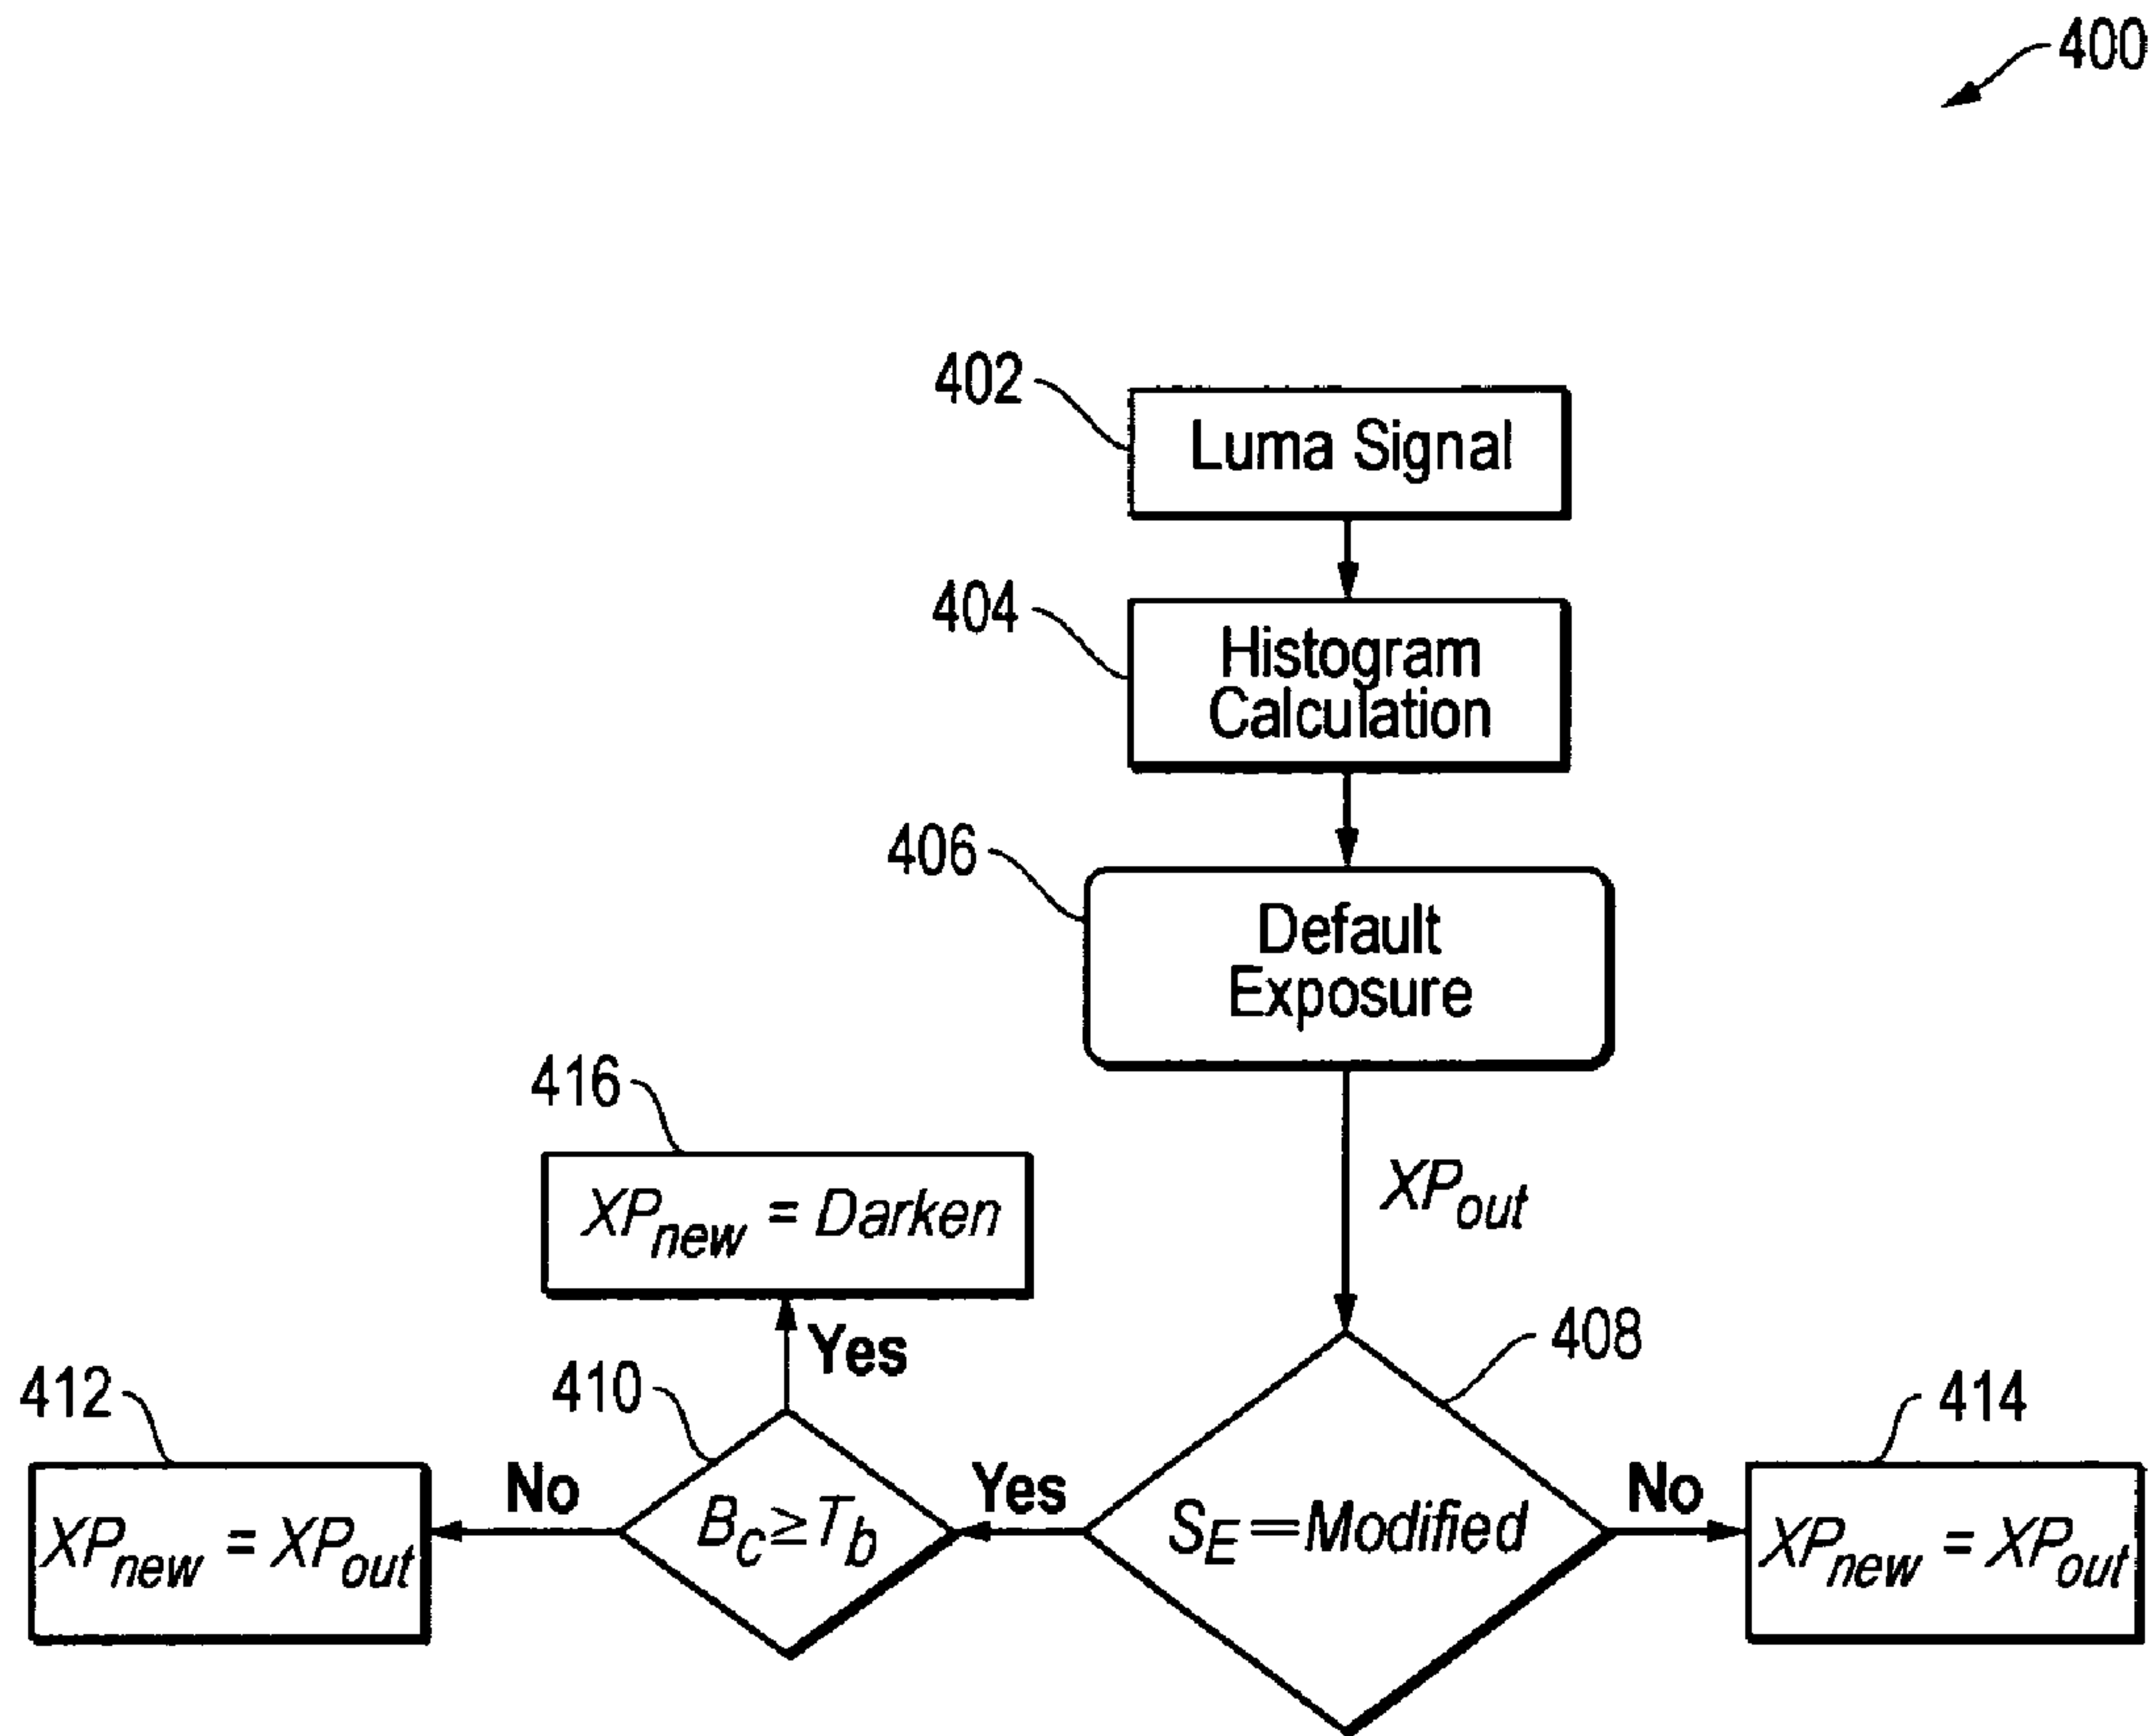 400
402
Luma Signal
404
Histogram
Calculation
406
Default
Exposure
416
XPnew = Darken
XPout
Yes
408
412
410
414
No
Yes
No
XPnew = XPout
Bc≥Tb
SE=Modified
XPnew = XPout